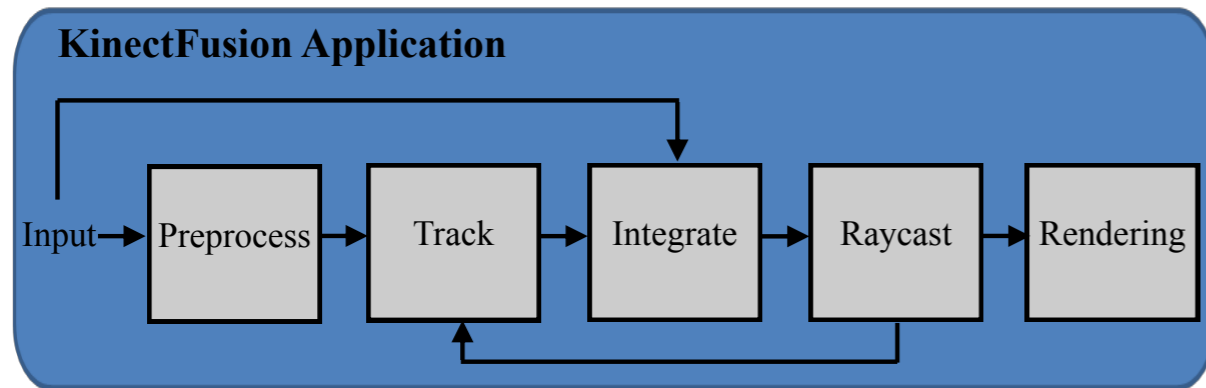 KinectFusion Application
Input
Preprocess
Track
Integrate
Raycast
Rendering